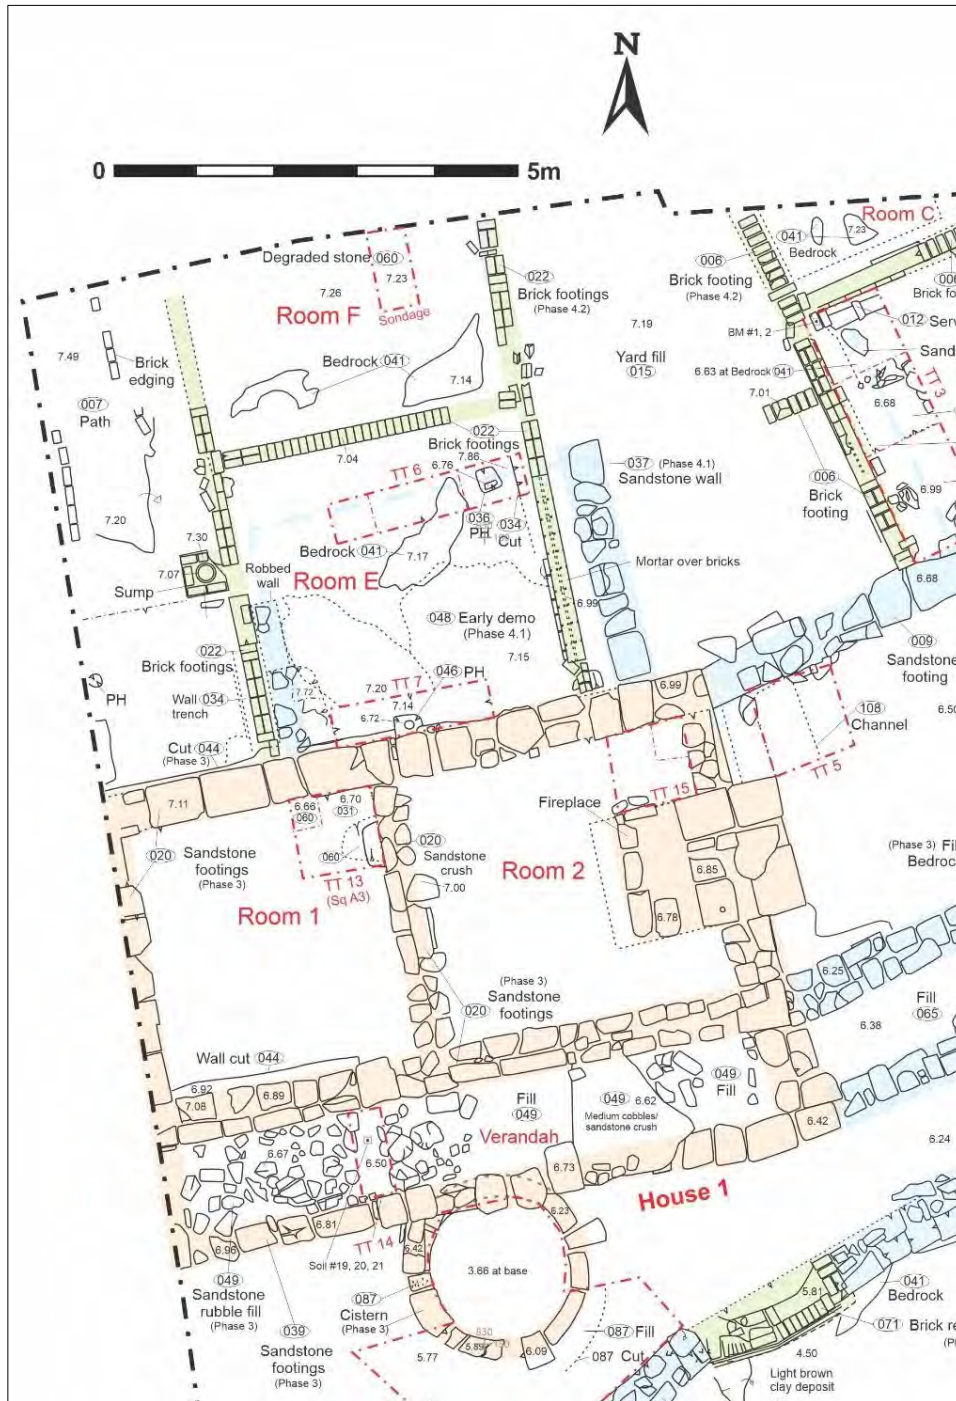 N
0 5m
Room C
041
7.23
Bedrock
Degraded stone 060
7.23
7.26
Room F
Sondage
022
Brick footings
(Phase 4.2)
006
Brick footing
(Phase 4.2)
7.19
BM #1, 2
012 Serv
Sand
7.49
Brick
edging
Bedrock 041
7.14
Yard fill
015
6.63 at Bedrock 041
7.01
TT 3
6.68
007
Path
022
Brick footings
7.04
7.86
6.76
TT 6
037 (Phase 4.1)
Sandstone wall
006
Brick
footing
6.99
036
PH
034
Cut
7.20
7.30
Bedrock 041
7.17
Room E
Robbed
wall
7.07
Sump
Mortar over bricks
6.99
6.68
048 Early demo
(Phase 4.1)
7.15
009
Sandstone
footing
022
Brick footings
046 PH
PH
Wall 034
trench
7.72
7.20
TT 7
7.14
6.72
6.99
6.50
108
Channel
Cut 044
(Phase 3)
TT 5
7.11
6.66
060
6.70
031
TT 15
Fireplace
020
Sandstone
footings
(Phase 3)
060
020
Sandstone
crush
7.00
TT 13
(Sq A3)
Room 1
Room 2
6.85
6.78
(Phase 3) Fi
Bedroc
(Phase 3)
Sandstone
footings
020
6.25
Fill
065
6.38
Wall cut 044
6.92
7.08
6.89
Fill
049
049
6.62
Medium cobbles/
sandstone crush
049
Fill
Verandah
6.42
6.24
6.67
6.50
6.73
House 1
6.81
6.96
TT 14
6.23
6.42
Soil #19, 20, 21
3.66 at base
049
Sandstone
rubble fill
(Phase 3)
087
Cistern
(Phase 3)
039
Sandstone
footings
(Phase 3)
5.81
041
Bedrock
087 Fill
087 Cut
071 Brick re
830
5.89
6.09
5.77
4.50
Light brown
clay deposit